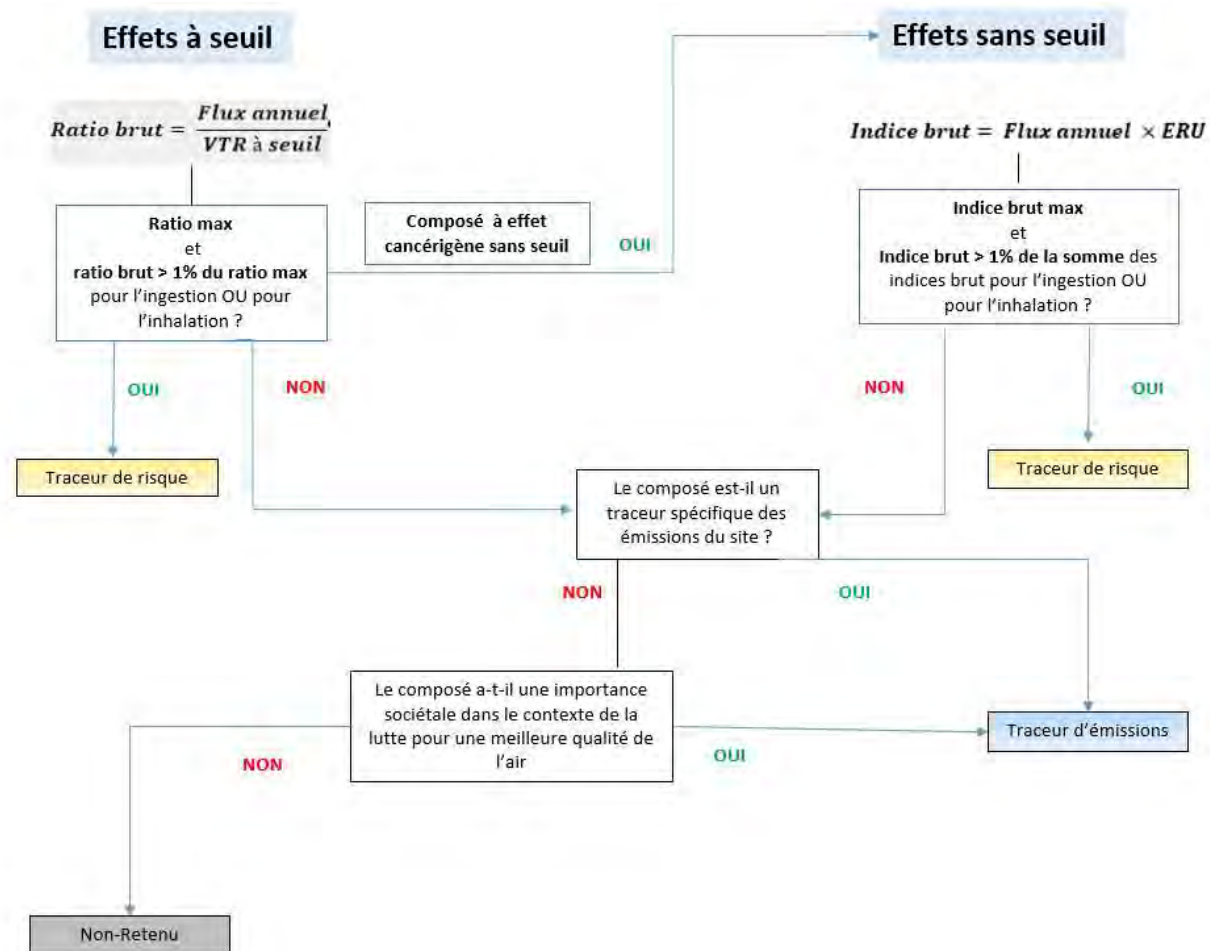 Effets à seuil
Effets sans seuil
Ratio brut = Flux annuel / VTR à seuil
Indice brut = Flux annuel × ERU
Ratio max
et
ratio brut > 1% du ratio max
pour l'ingestion OU pour
l'inhalation ?
Composé à effet
cancérigène sans seuil
OUI
Indice brut max
et
Indice brut > 1% de la somme des
indices brut pour l'ingestion OU
pour l'inhalation ?
OUI
NON
NON
OUI
Traceur de risque
Traceur de risque
Le composé est-il un
traceur spécifique des
émissions du site ?
NON
OUI
Le composé a-t-il une importance
sociétale dans le contexte de la
lutte pour une meilleure qualité de
l'air
Traceur d'émissions
NON
OUI
Non-Retenu